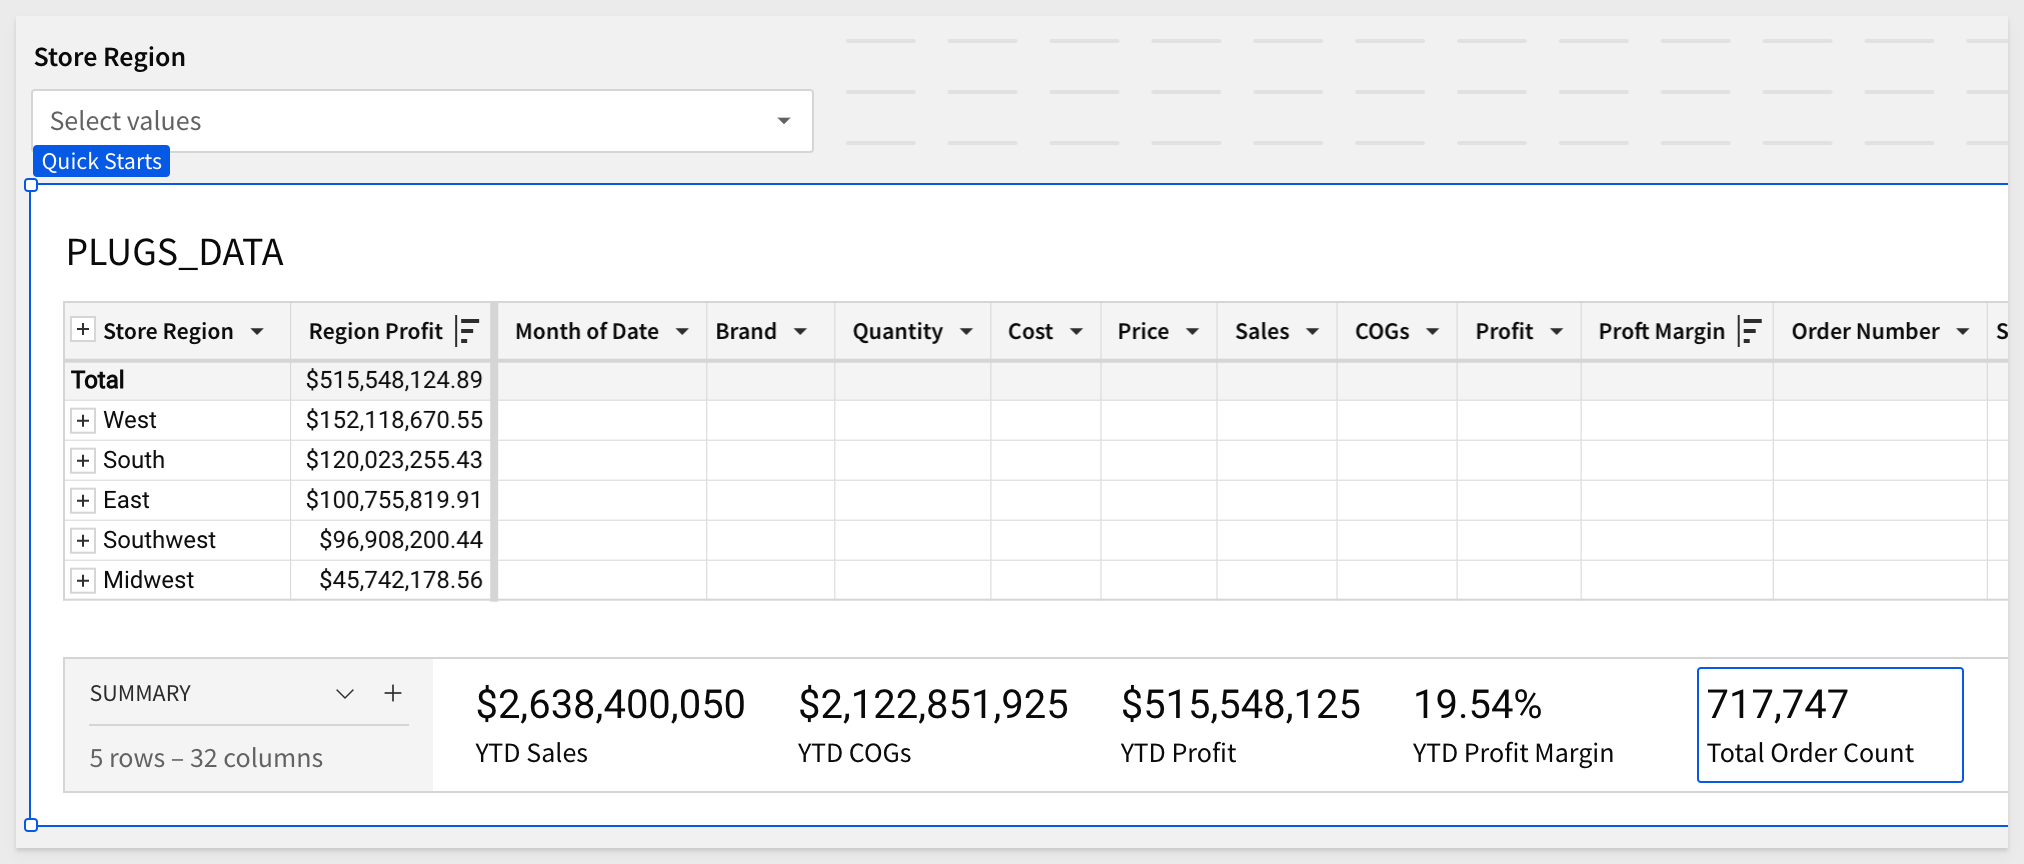 Store Region
Select values
Quick Starts
PLUGS_DATA
Store Region Region Profit Month of Date Brand Quantity Cost Price Sales COGs Profit Proft Margin Order Number S
Total $515,548,124.89
West $152,118,670.55
South $120,023,255.43
East $100,755,819.91
Southwest $96,908,200.44
Midwest $45,742,178.56
SUMMARY
5 rows – 32 columns
$2,638,400,050 $2,122,851,925 $515,548,125 19.54% 717,747
YTD Sales YTD COGs YTD Profit YTD Profit Margin Total Order Count